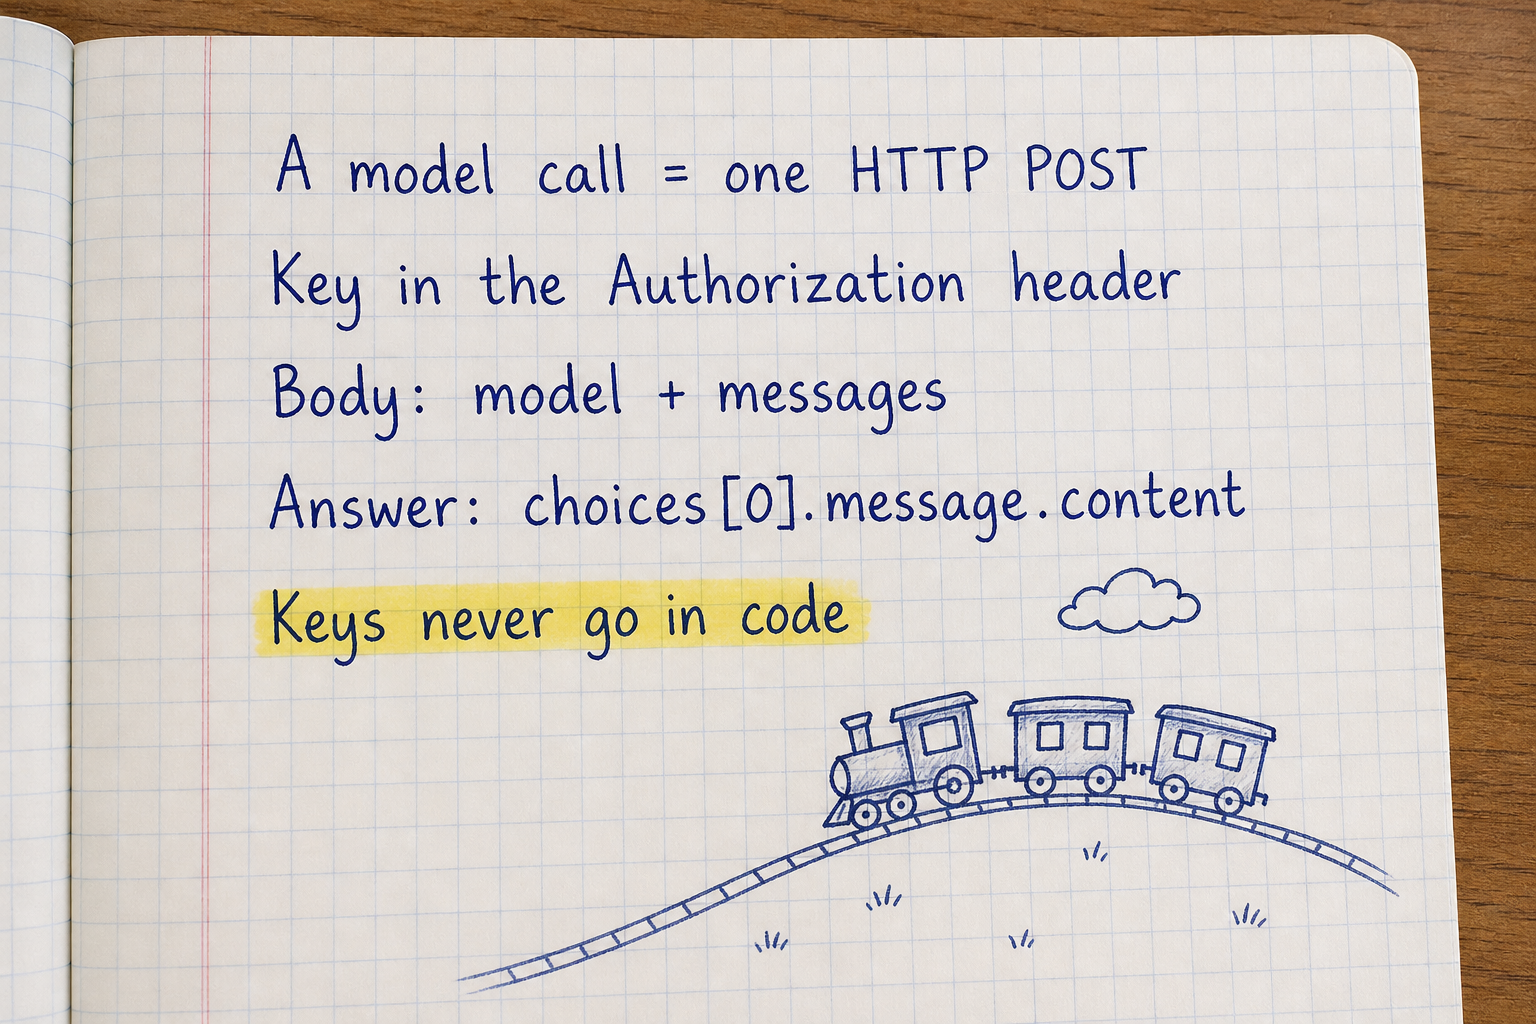 A model call = one HTTP POST
Key in the Authorization header
Body: model + messages
Answer: choices[0].message.content
Keys never go in code